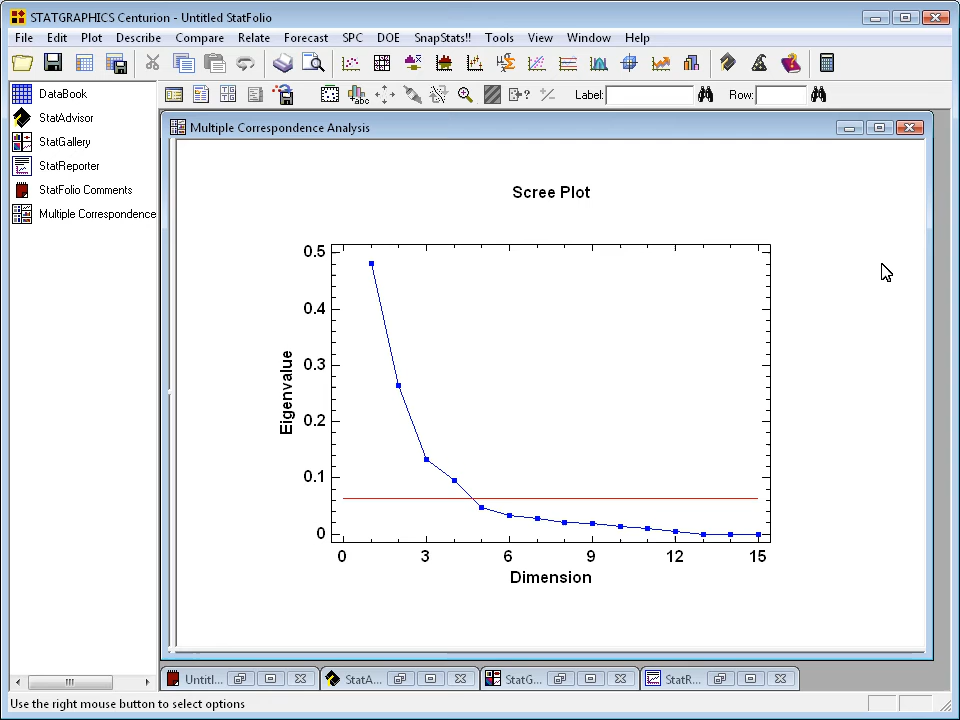 STATGRAPHICS Centurion - Untitled StatFolio
File Edit Plot Describe Compare Relate Forecast SPC DOE SnapStats!! Tools View Window Help
Label: Row:
DataBook
StatAdvisor
StatGallery
StatReporter
StatFolio Comments
Multiple Correspondence
Multiple Correspondence Analysis
Scree Plot
0.5
0.4
0.3
0.2
0.1
0
Eigenvalue
0 3 6 9 12 15
Dimension
Untitl... StatA... StatG... StatR...
Use the right mouse button to select options